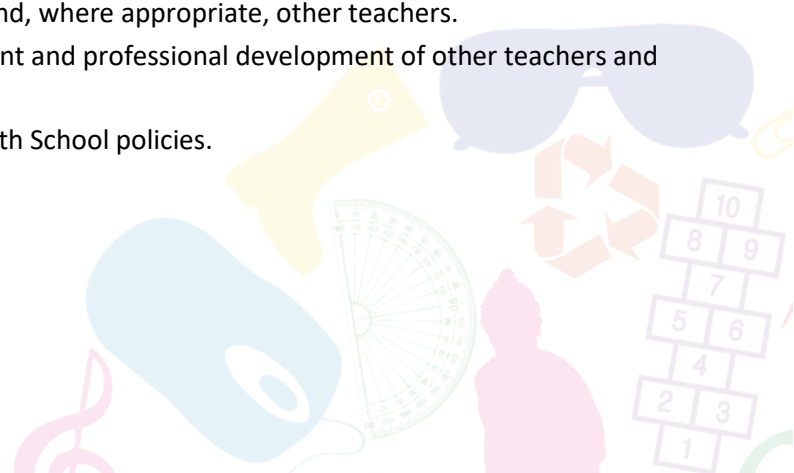 nd, where appropriate, other teachers.
nt and professional development of other teachers and
th School policies.
10
8 9
7
5 6
4
2 3
1